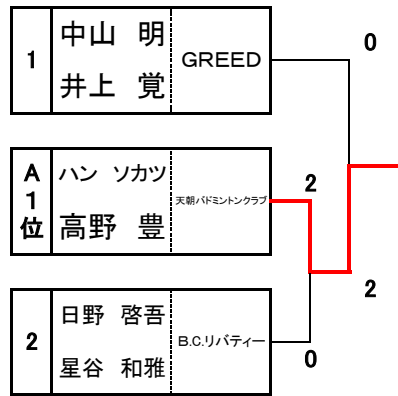 1
中山 明
井上 覚
GREED
0
A
1
位
ハン ソカツ
高野 豊
天朝バドミントンクラブ
2
2
日野 啓吾
星谷 和雅
B.C.リバティー
0
2